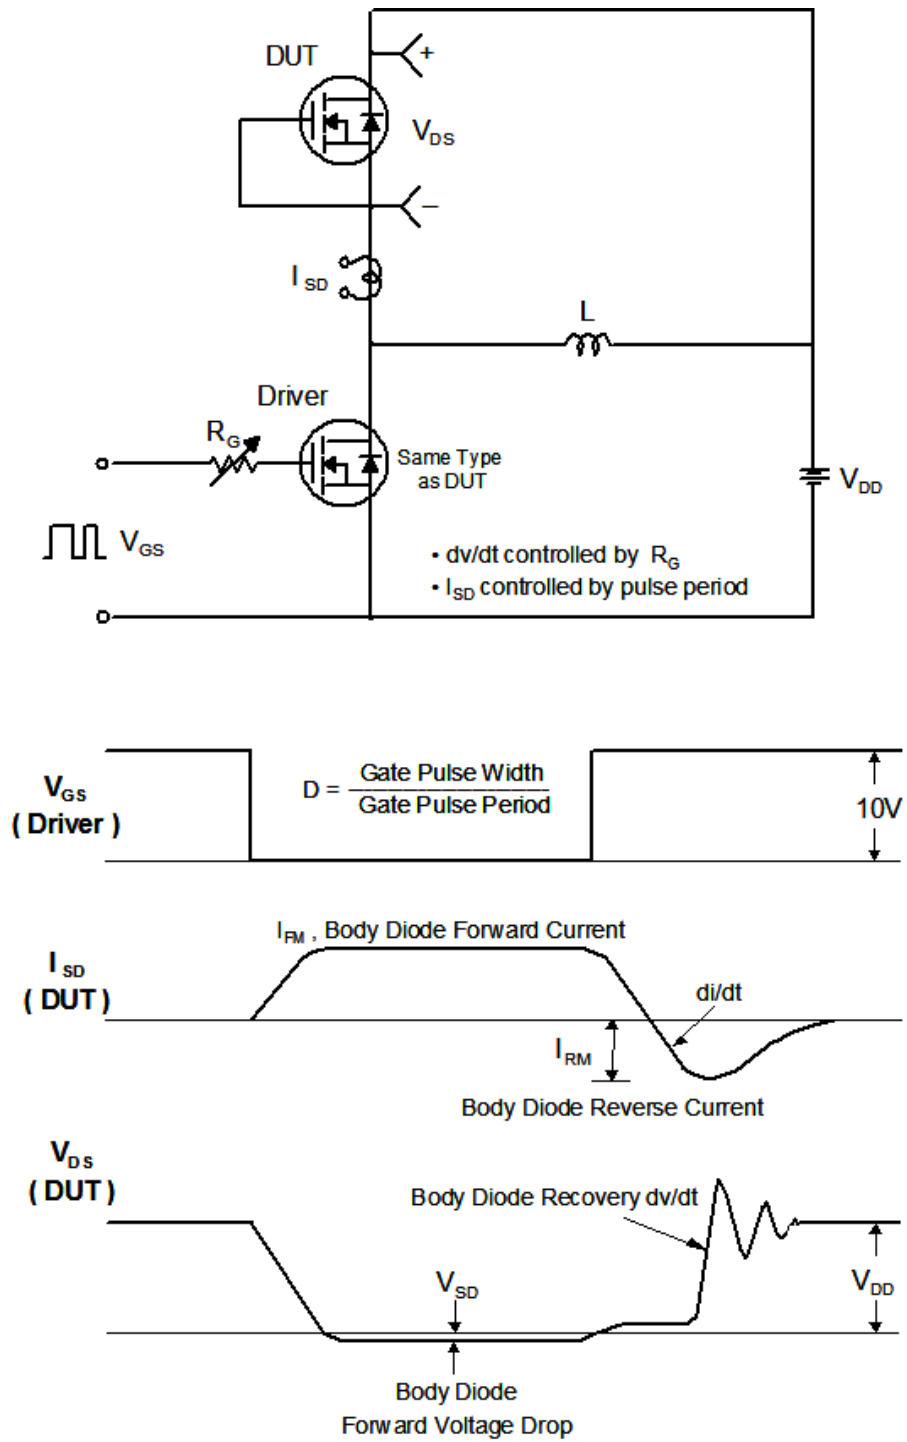 DUT
+
V_DS
–
I_SD
L
Driver
R_G
Same Type
as DUT
V_DD
V_GS
• dv/dt controlled by R_G
• I_SD controlled by pulse period
V_GS
( Driver )
D = Gate Pulse Width
Gate Pulse Period
10V
I_FM , Body Diode Forward Current
I_SD
( DUT )
di/dt
I_RM
Body Diode Reverse Current
V_DS
( DUT )
Body Diode Recovery dv/dt
V_SD
V_DD
Body Diode
Forward Voltage Drop